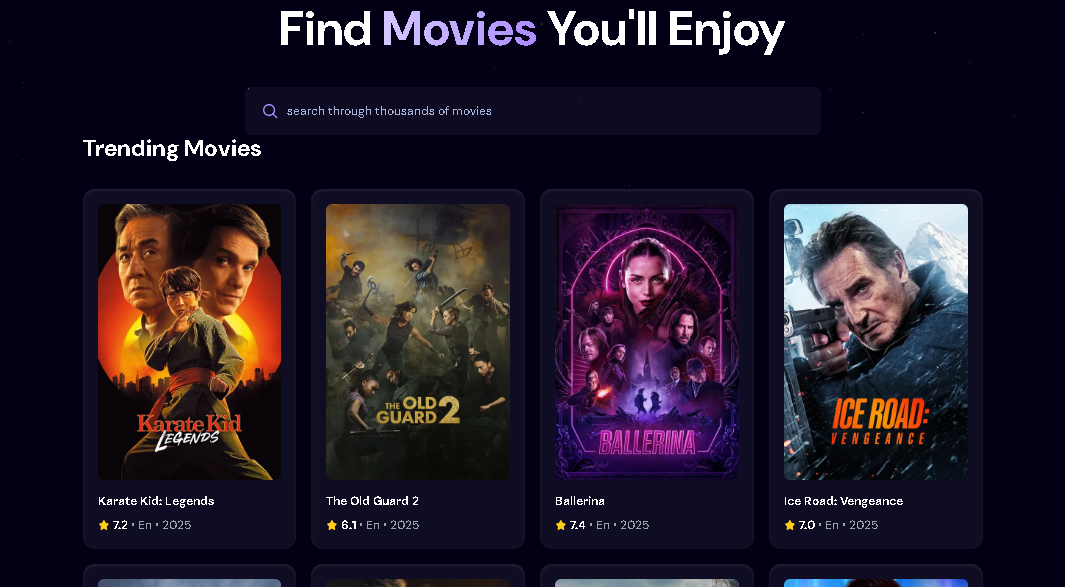 Find Movies You'll Enjoy
search through thousands of movies
Trending Movies
Karate Kid
LEGENDS
THE OLD
GUARD 2
BALLERINA
ICE ROAD:
VENGEANCE
Karate Kid: Legends
7.2 • En • 2025
The Old Guard 2
6.1 • En • 2025
Ballerina
7.4 • En • 2025
Ice Road: Vengeance
7.0 • En • 2025